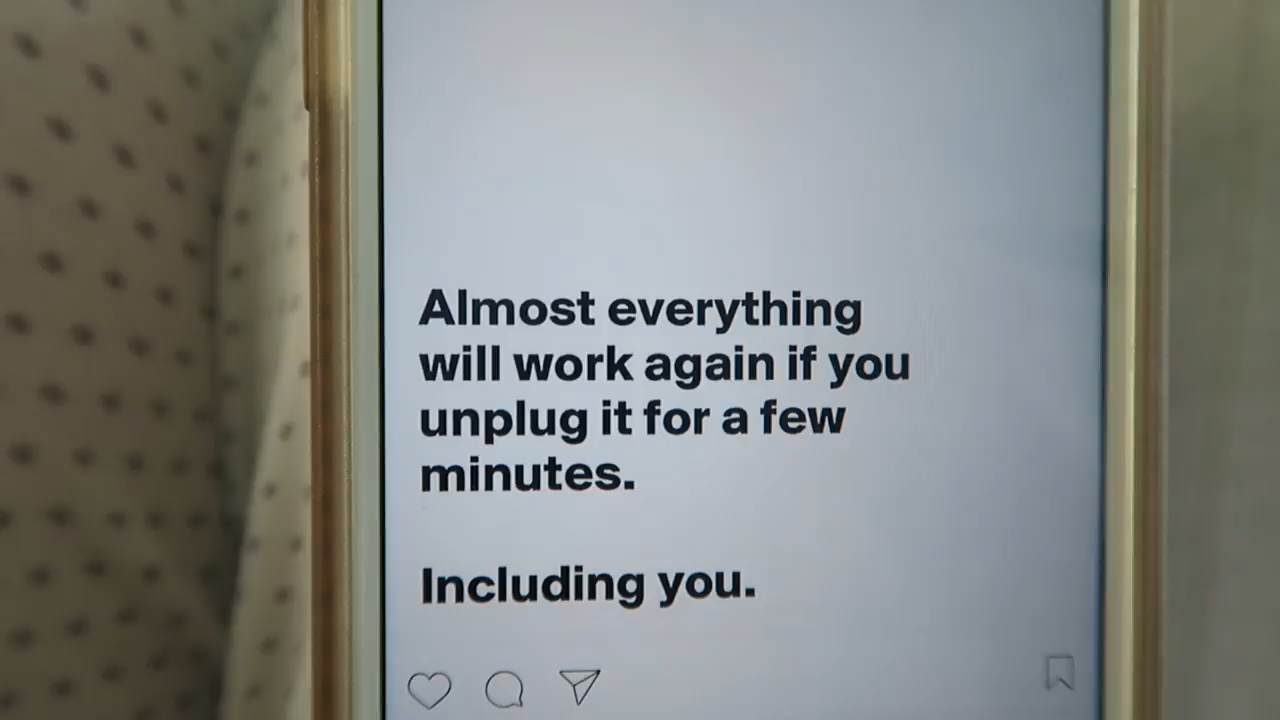 Almost everything
will work again if you
unplug it for a few
minutes.
Including you.